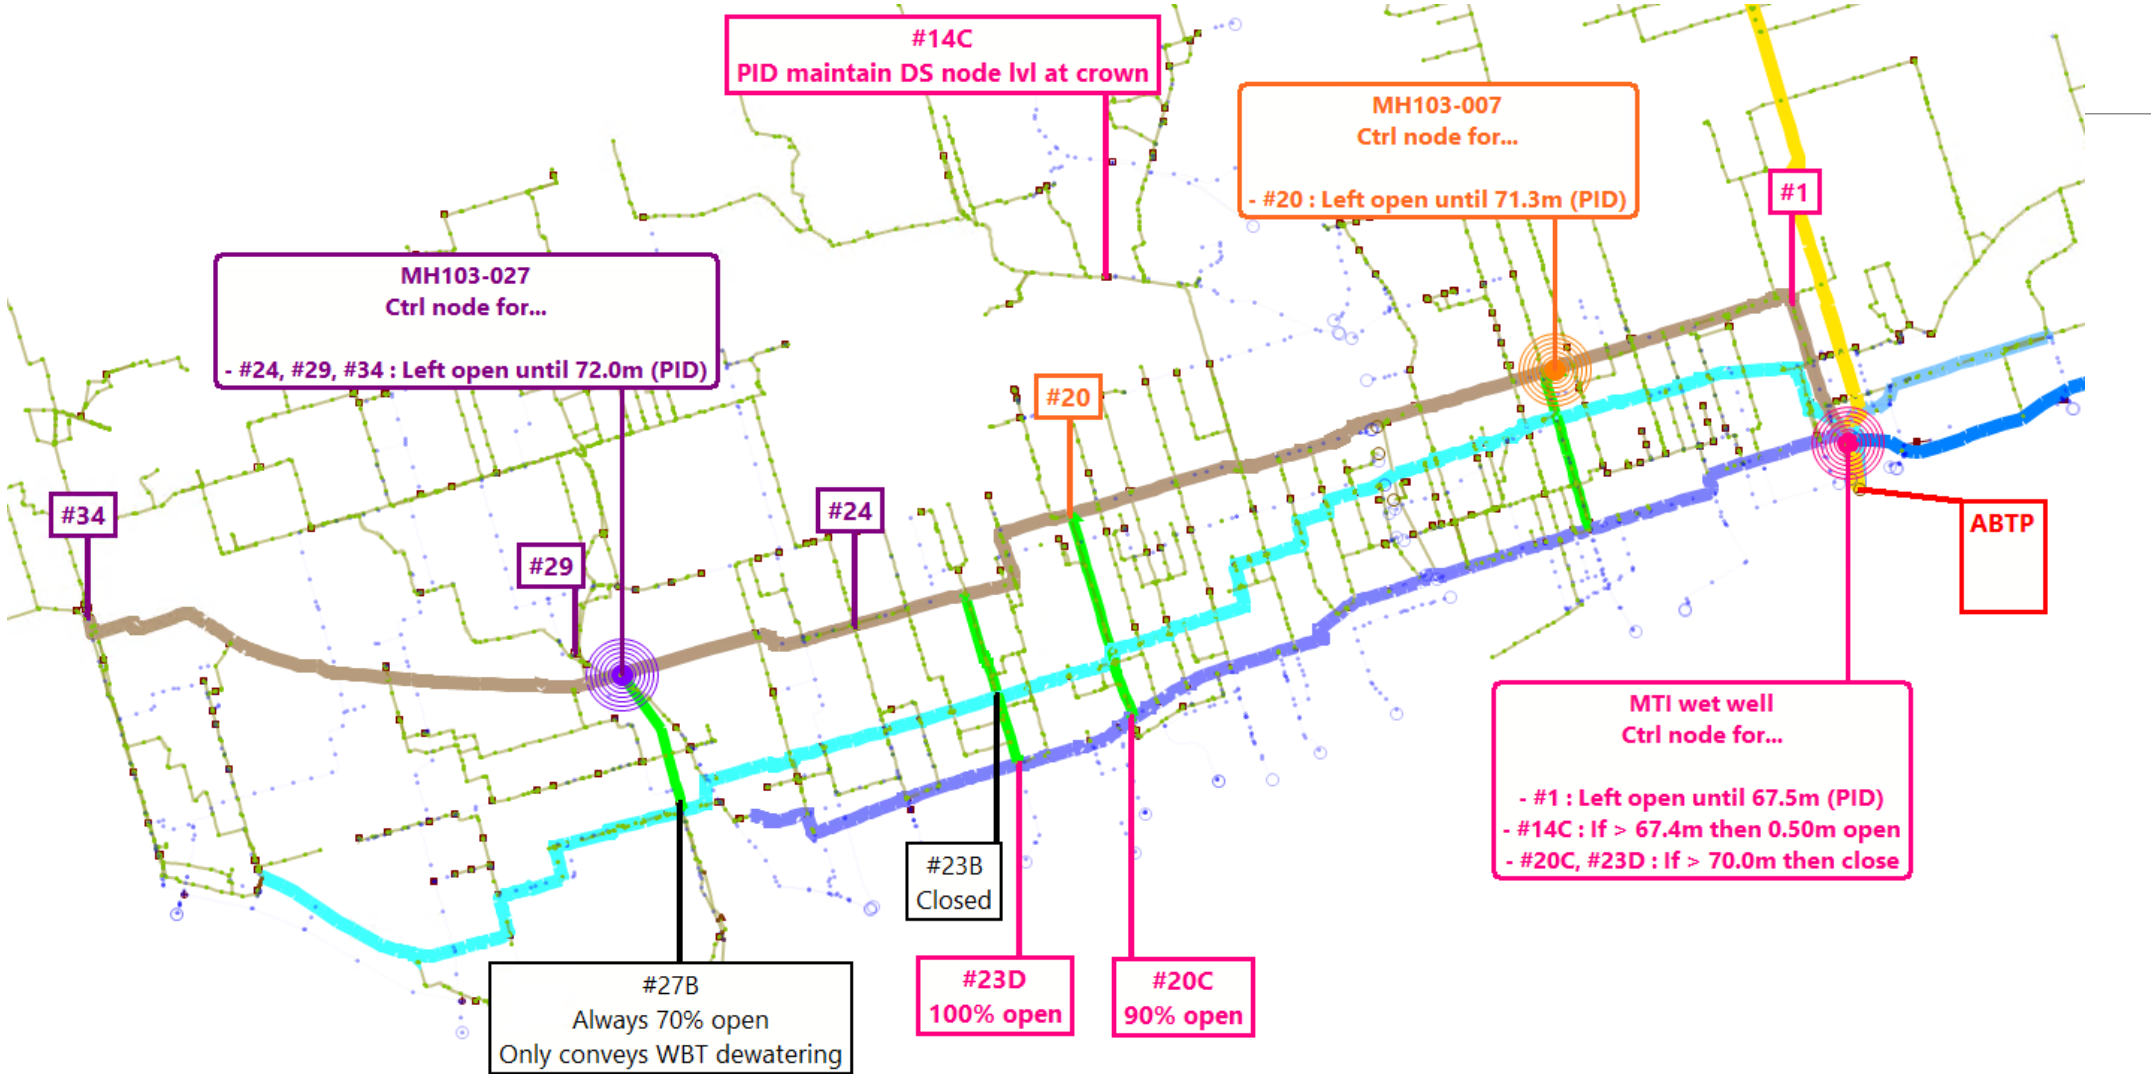 #14C
PID maintain DS node lvl at crown
MH103-007
Ctrl node for...
- #20 : Left open until 71.3m (PID)
#1
MH103-027
Ctrl node for...
- #24, #29, #34 : Left open until 72.0m (PID)
#20
#34
#24
#29
ABTP
MTI wet well
Ctrl node for...
- #1 : Left open until 67.5m (PID)
- #14C : If > 67.4m then 0.50m open
- #20C, #23D : If > 70.0m then close
#23B
Closed
#27B
Always 70% open
Only conveys WBT dewatering
#23D
100% open
#20C
90% open